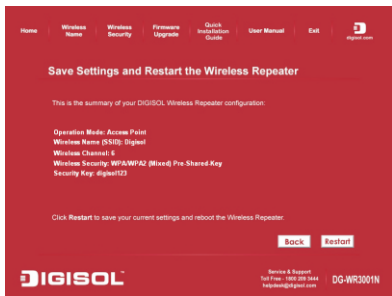 Home
Wireless Name
Wireless Security
Firmware Upgrade
Quick Installation Guide
User Manual
Exit
digisol.com
Save Settings and Restart the Wireless Repeater
This is the summary of your DIGISOL Wireless Repeater configuration:
Operation Mode: Access Point
Wireless Name (SSID): Digisol
Wireless Channel: 6
Wireless Security: WPA/WPA2 (Mixed) Pre-Shared-Key
Security Key: digisol123
Click Restart to save your current settings and reboot the Wireless Repeater.
Back
Restart
DIGISOL
Service & Support
Toll Free - 1800 209 3444
helpdesk@digisol.com
DG-WR3001N